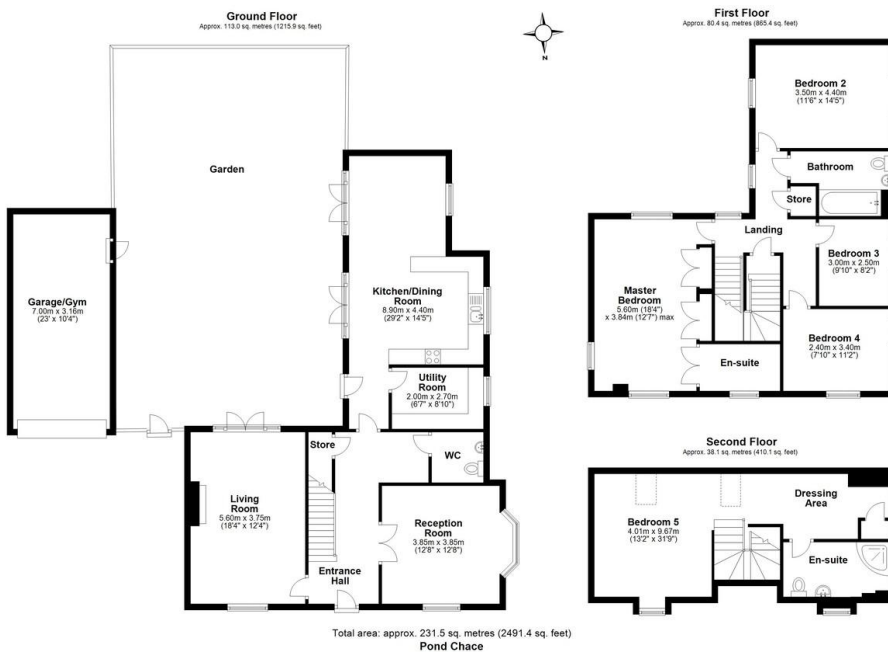 Ground Floor
Approx. 113.0 sq. metres (1215.9 sq. feet)
Garden
Garage/Gym
7.00m x 3.16m
(23' x 10'4")
Kitchen/Dining
Room
8.90m x 4.40m
(29'2" x 14'5")
Utility
Room
2.00m x 2.70m
(6'7" x 8'10")
Store
WC
Living
Room
5.60m x 3.75m
(18'4" x 12'4")
Reception
Room
3.85m x 3.85m
(12'8" x 12'8")
Entrance
Hall
N
First Floor
Approx. 80.4 sq. metres (865.4 sq. feet)
Bedroom 2
3.50m x 4.40m
(11'6" x 14'5")
Bathroom
Store
Landing
Bedroom 3
3.00m x 2.50m
(9'10" x 8'2")
Master
Bedroom
5.60m (18'4")
x 3.84m (12'7") max
En-suite
Bedroom 4
2.40m x 3.40m
(7'10" x 11'2")
Second Floor
Approx. 38.1 sq. metres (410.1 sq. feet)
Dressing
Area
Bedroom 5
4.01m x 9.67m
(13'2" x 31'9")
En-suite
Total area: approx. 231.5 sq. metres (2491.4 sq. feet)
Pond Chace